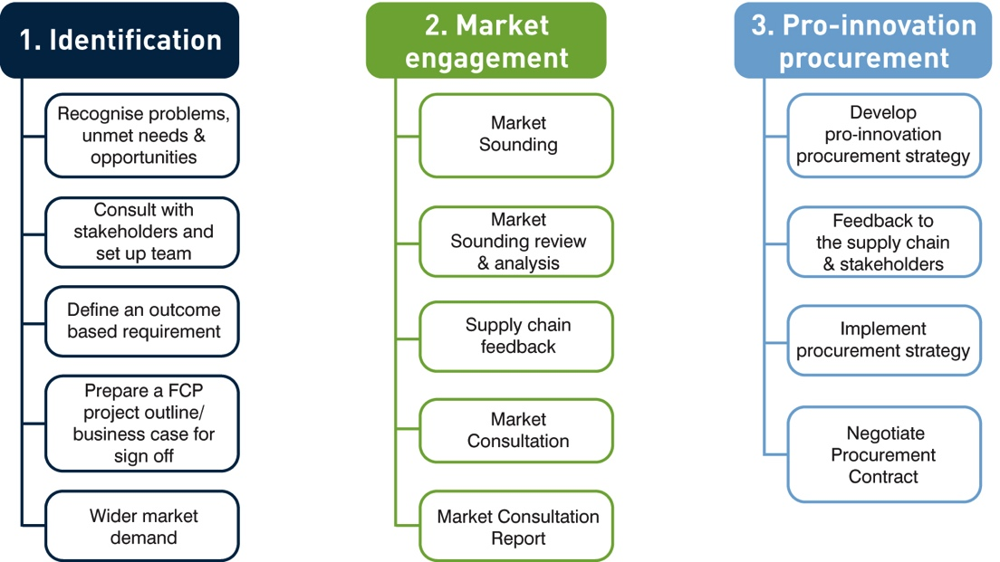 1. Identification
Recognise problems,
unmet needs &
opportunities
Consult with
stakeholders and
set up team
Define an outcome
based requirement
Prepare a FCP
project outline/
business case for
sign off
Wider market
demand
2. Market
engagement
Market
Sounding
Market
Sounding review
& analysis
Supply chain
feedback
Market
Consultation
Market Consultation
Report
3. Pro-innovation
procurement
Develop
pro-innovation
procurement strategy
Feedback to
the supply chain
& stakeholders
Implement
procurement strategy
Negotiate
Procurement
Contract